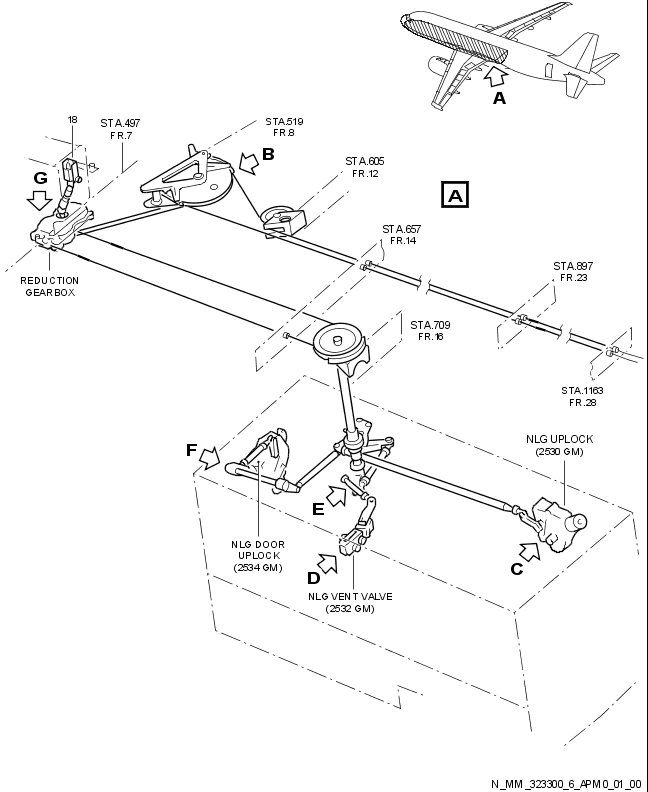 A
18
STA.497
FR.7
STA.519
FR.8
B
STA.605
FR.12
G
A
STA.657
FR.14
STA.897
FR.23
REDUCTION
GEARBOX
STA.709
FR.16
STA.1163
FR.28
NLG UPLOCK
(2530 GM)
F
E
NLG DOOR
UPLOCK
(2534 GM)
D
C
NLG VENT VALVE
(2532 GM)
N_MM_323300_6_APM0_01_00